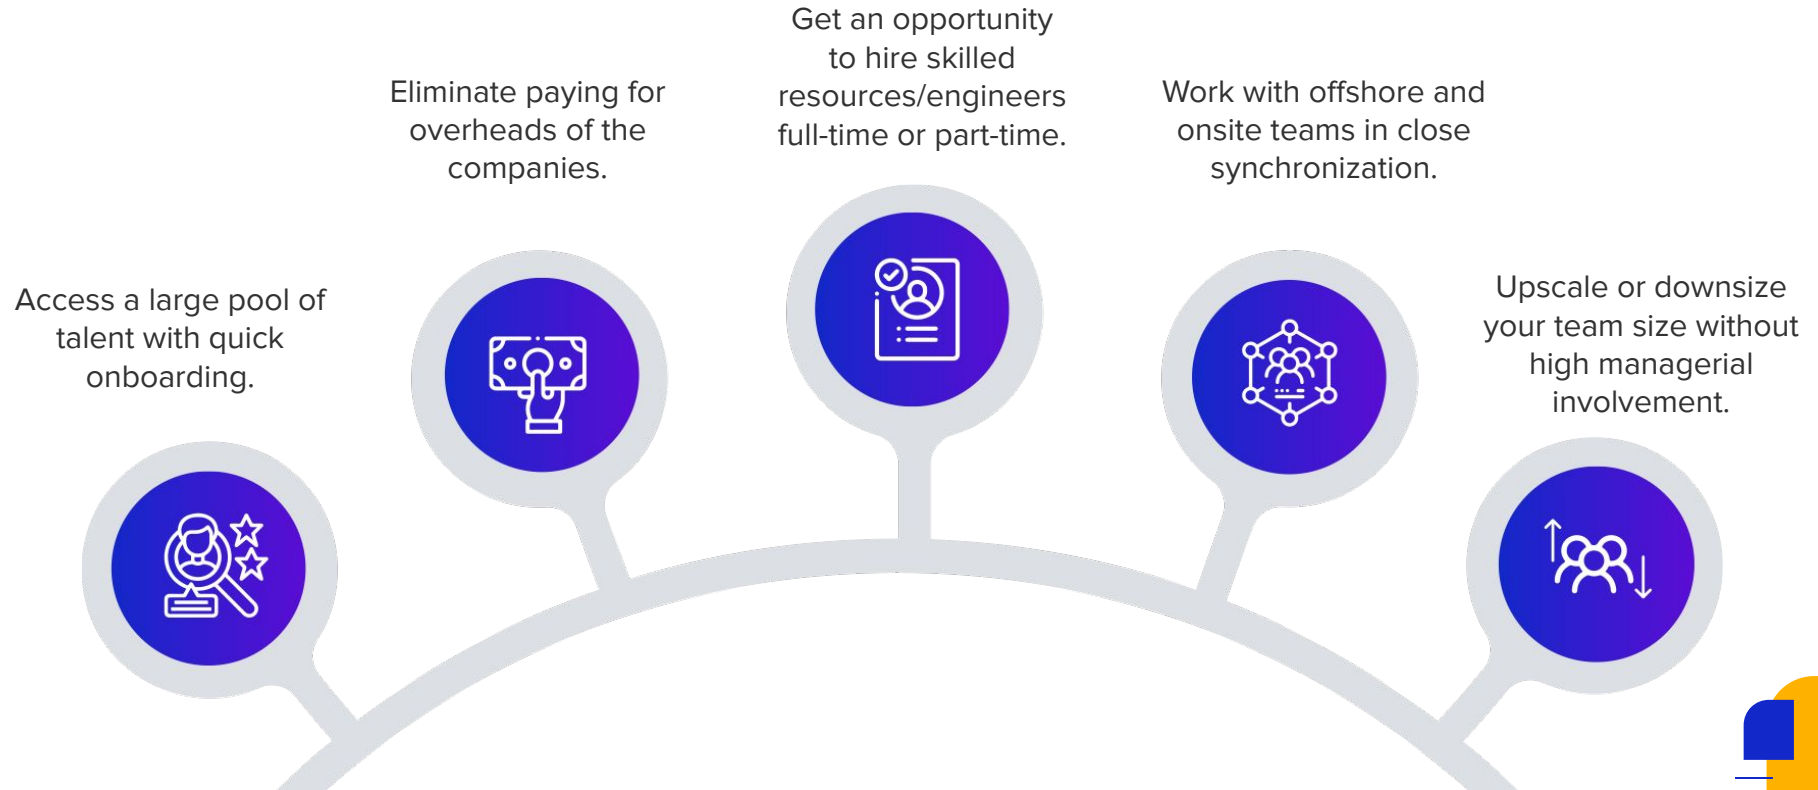 Access a large pool of
talent with quick
onboarding.
Eliminate paying for
overheads of the
companies.
Get an opportunity
to hire skilled
resources/engineers
full-time or part-time.
Work with offshore and
onsite teams in close
synchronization.
Upscale or downsize
your team size without
high managerial
involvement.